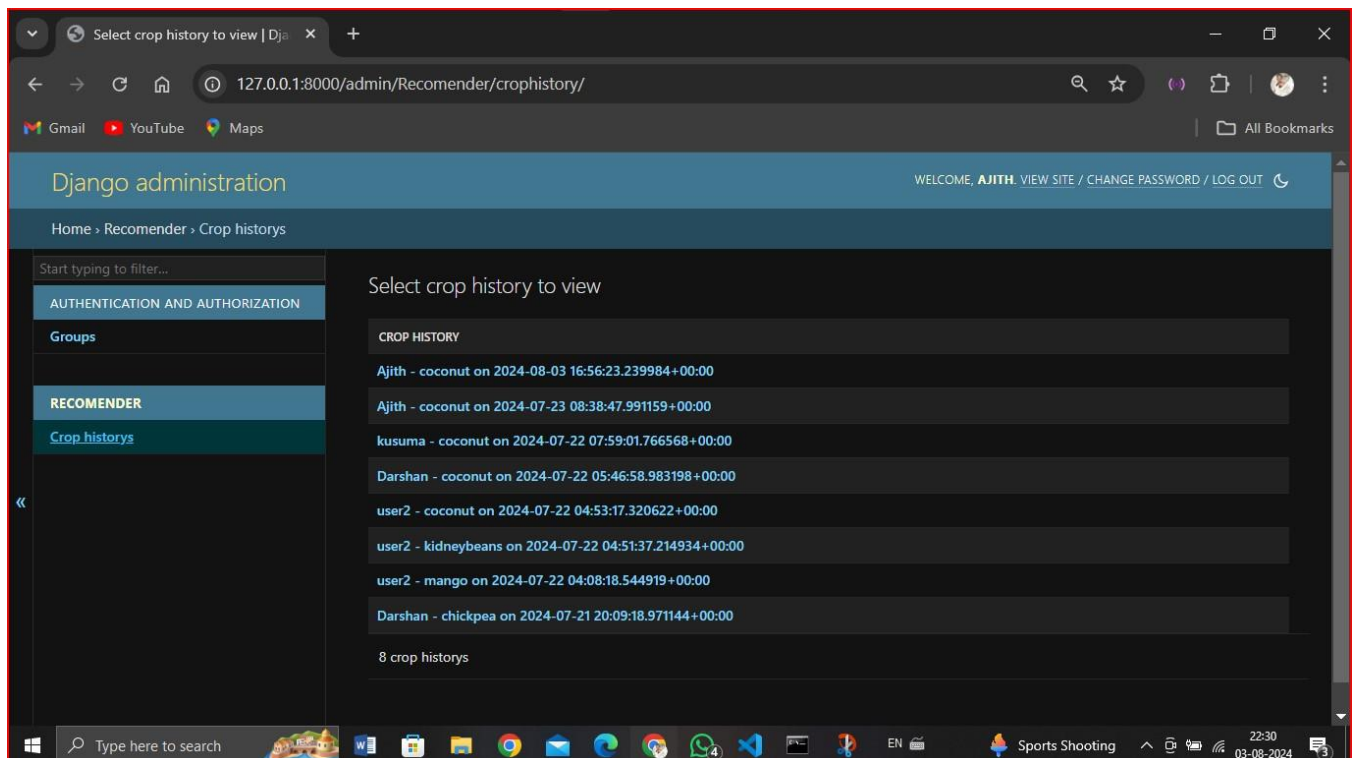 Select crop history to view | Dja
127.0.0.1:8000/admin/Recomender/crophistory/
Gmail YouTube Maps All Bookmarks
Django administration
WELCOME, AJITH. VIEW SITE / CHANGE PASSWORD / LOG OUT
Home › Recomender › Crop historys
Start typing to filter...
AUTHENTICATION AND AUTHORIZATION
Groups
RECOMENDER
Crop historys
«
Select crop history to view
CROP HISTORY
Ajith - coconut on 2024-08-03 16:56:23.239984+00:00
Ajith - coconut on 2024-07-23 08:38:47.991159+00:00
kusuma - coconut on 2024-07-22 07:59:01.766568+00:00
Darshan - coconut on 2024-07-22 05:46:58.983198+00:00
user2 - coconut on 2024-07-22 04:53:17.320622+00:00
user2 - kidneybeans on 2024-07-22 04:51:37.214934+00:00
user2 - mango on 2024-07-22 04:08:18.544919+00:00
Darshan - chickpea on 2024-07-21 20:09:18.971144+00:00
8 crop historys
Type here to search
4
EN
Sports Shooting
22:30
03-08-2024
3